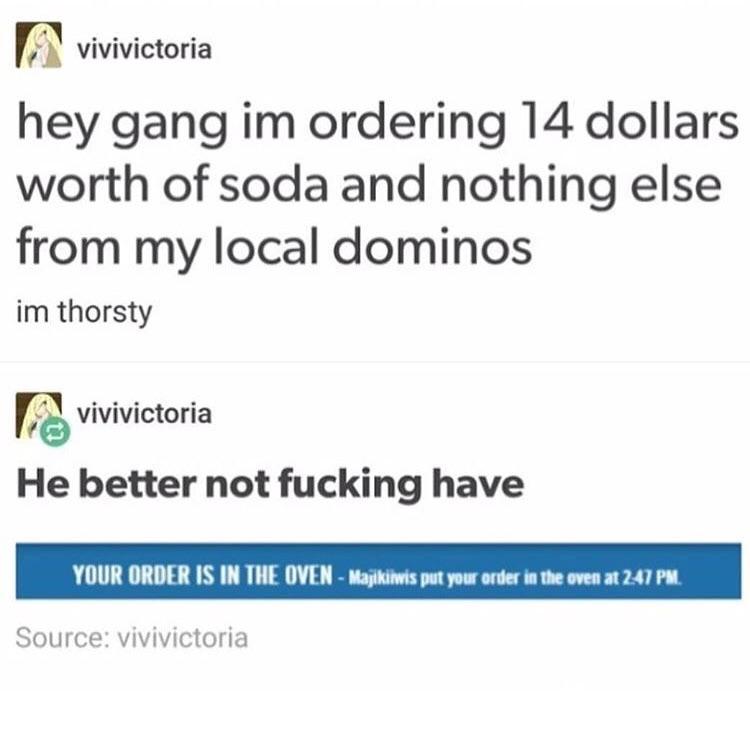 vivivictoria
hey gang im ordering 14 dollars
worth of soda and nothing else
from my local dominos
im thorsty
vivivictoria
He better not fucking have
YOUR ORDER IS IN THE OVEN - Majikiiwis put your order in the oven at 2:47 PM.
Source: vivivictoria